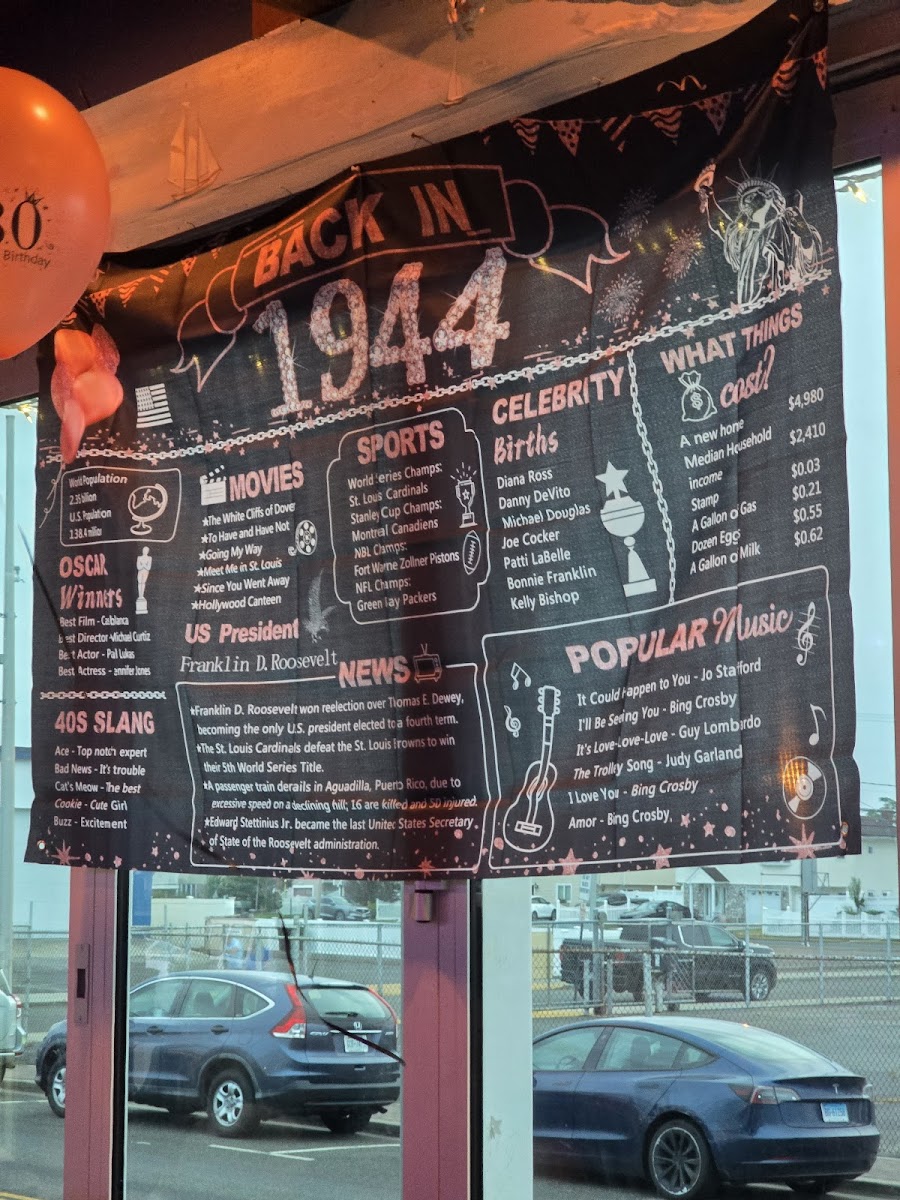 80
Birthday
BACK IN
1944
World Population
2.35 billion
U.S. Population
138.4 million
OSCAR
Winners
Best Film - Casblanca
Best Director - Michael Curtiz
Best Actor - Paul Lukas
Best Actress - Jennifer Jones
40S SLANG
Ace - Top notch expert
Bad News - It's trouble
Cat's Meow - The best
Cookie - Cute Girl
Buzz - Excitement
MOVIES
★The White Cliffs of Dover
★To Have and Have Not
★Going My Way
★Meet Me in St. Louis
★Since You Went Away
★Hollywood Canteen
US President
Franklin D. Roosevelt
SPORTS
World Series Champs:
St. Louis Cardinals
Stanley Cup Champs:
Montreal Canadiens
NBL Champs:
Fort Warne Zollner Pistons
NFL Champs:
Green Bay Packers
CELEBRITY
Births
Diana Ross
Danny DeVito
Michael Douglas
Joe Cocker
Patti LaBelle
Bonnie Franklin
Kelly Bishop
WHAT THINGS
cost?
A new home $4,980
Median Household
income $2,410
Stamp $0.03
A Gallon of Gas $0.21
Dozen Eggs $0.55
A Gallon of Milk $0.62
NEWS
★Franklin D. Roosevelt won reelection over Thomas E. Dewey,
becoming the only U.S. president elected to a fourth term.
★The St. Louis Cardinals defeat the St. Louis Browns to win
their 5th World Series Title.
★A passenger train derails in Aguadilla, Puerto Rico, due to
excessive speed on a declining hill; 16 are killed and 50 injured.
★Edward Stettinius Jr. became the last United States Secretary
of State of the Roosevelt administration.
POPULAR Music
It Could Happen to You - Jo Stafford
I'll Be Seeing You - Bing Crosby
It's Love-Love-Love - Guy Lombardo
The Trolley Song - Judy Garland
I Love You - Bing Crosby
Amor - Bing Crosby